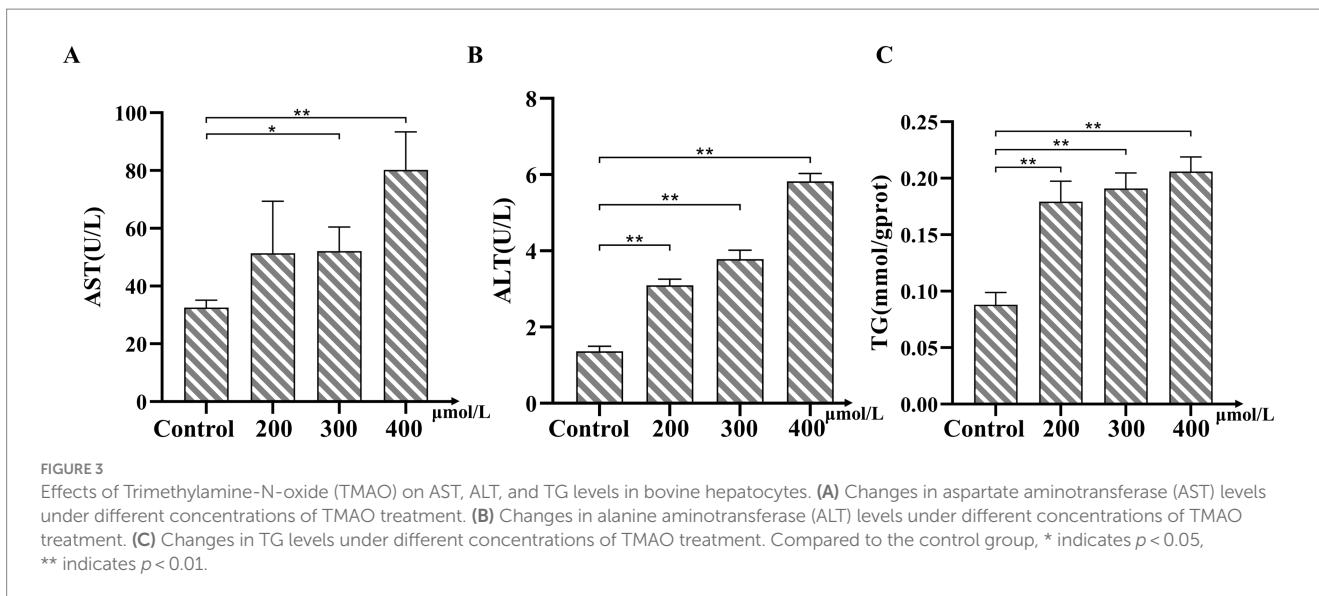 A
B
C
AST(U/L)
100
80
60
40
20
0
**
*
Control 200 300 400 μmol/L
ALT(U/L)
8
6
4
2
0
**
**
**
Control 200 300 400 μmol/L
TG(mmol/gprot)
0.25
0.20
0.15
0.10
0.05
0.00
**
**
**
Control 200 300 400 μmol/L
FIGURE 3
Effects of Trimethylamine-N-oxide (TMAO) on AST, ALT, and TG levels in bovine hepatocytes. (A) Changes in aspartate aminotransferase (AST) levels
under different concentrations of TMAO treatment. (B) Changes in alanine aminotransferase (ALT) levels under different concentrations of TMAO
treatment. (C) Changes in TG levels under different concentrations of TMAO treatment. Compared to the control group, * indicates p < 0.05,
** indicates p < 0.01.